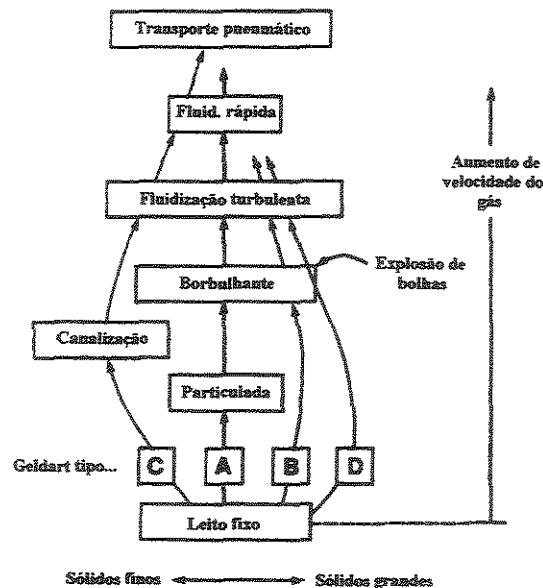 Transporte pneumático
Fluid. rápida
Aumento de
velocidade do
gás
Fluidização turbulenta
Explosão de
bolhas
Borbulhante
Canalização
Particulada
Geldart tipo... C A B D
Leito fixo
Sólidos finos Sólidos grandes